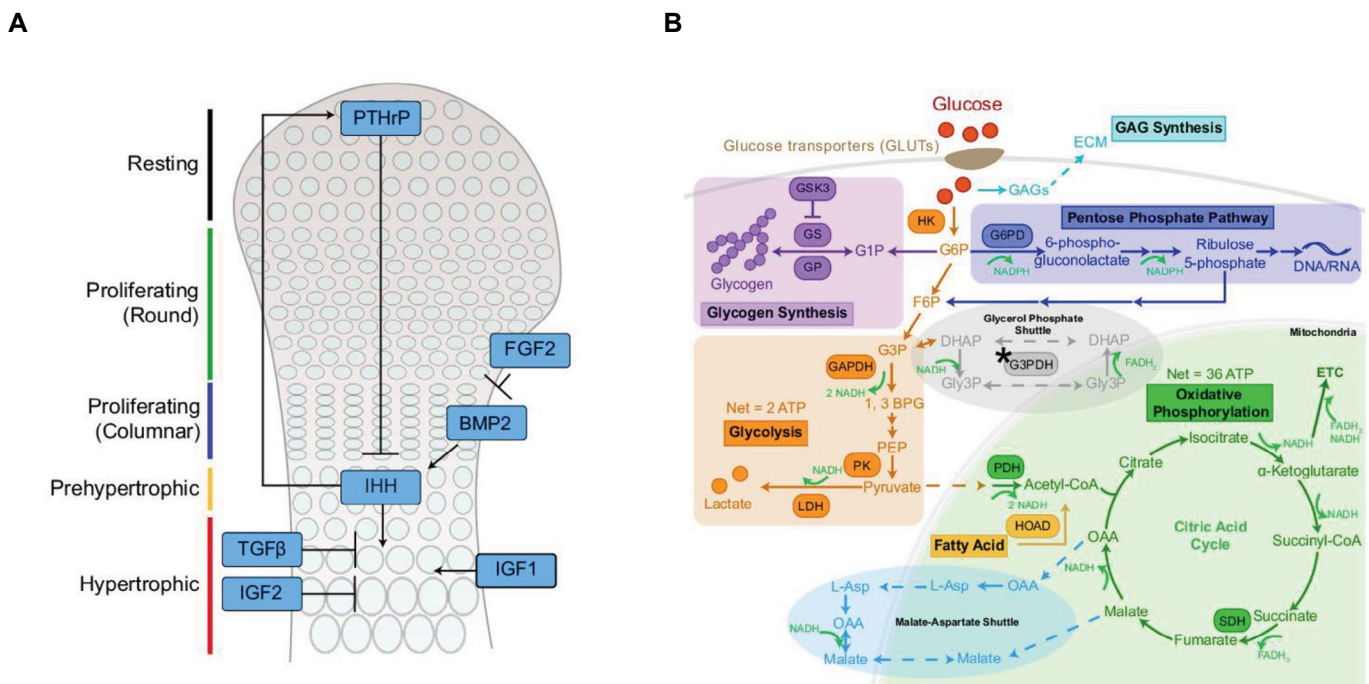 A
Resting
Proliferating
(Round)
Proliferating
(Columnar)
Prehypertrophic
Hypertrophic
PTHrP
FGF2
BMP2
IHH
TGFβ
IGF2
IGF1
B
Glucose
Glucose transporters (GLUTs)
ECM
GAG Synthesis
GAGs
GSK3
GS
GP
Glycogen
G1P
Glycogen Synthesis
HK
G6P
Pentose Phosphate Pathway
G6PD
NADPH
6-phospho-
gluconolactate
NADPH
Ribulose
5-phosphate
DNA/RNA
F6P
Glycerol Phosphate
Shuttle
DHAP
DHAP
*
G3PDH
NADH
FADH2
Gly3P
Gly3P
G3P
GAPDH
2 NADH
1, 3 BPG
Net = 2 ATP
Glycolysis
PEP
PK
NADH
Pyruvate
Lactate
LDH
Mitochondria
Net = 36 ATP
Oxidative
Phosphorylation
ETC
FADH2
NADH
PDH
Acetyl-CoA
2 NADH
HOAD
Fatty Acid
Citrate
Isocitrate
NADH
α-Ketoglutarate
NADH
Succinyl-CoA
Citric Acid
Cycle
OAA
NADH
Malate
Fumarate
SDH
Succinate
FADH2
L-Asp
L-Asp
OAA
OAA
NADH
Malate-Aspartate Shuttle
Malate
Malate